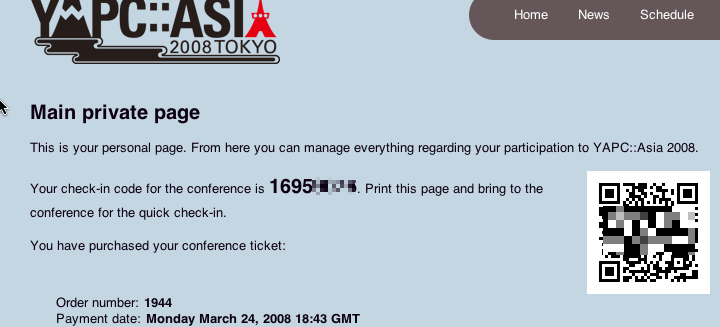 YAPC::ASIA
Home News Schedule
2008 TOKYO
Main private page
This is your personal page. From here you can manage everything regarding your participation to YAPC::Asia 2008.
Your check-in code for the conference is 1695. Print this page and bring to the
conference for the quick check-in.
You have purchased your conference ticket:
Order number: 1944
Payment date: Monday March 24, 2008 18:43 GMT